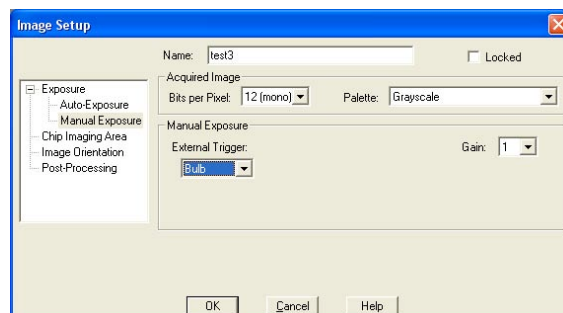 Image Setup
Name: test3 Locked
Acquired Image
Bits per Pixel: 12 (mono) Palette: Grayscale
Exposure
Auto-Exposure
Manual Exposure
Chip Imaging Area
Image Orientation
Post-Processing
Manual Exposure
External Trigger: Gain: 1
Bulb
OK Cancel Help